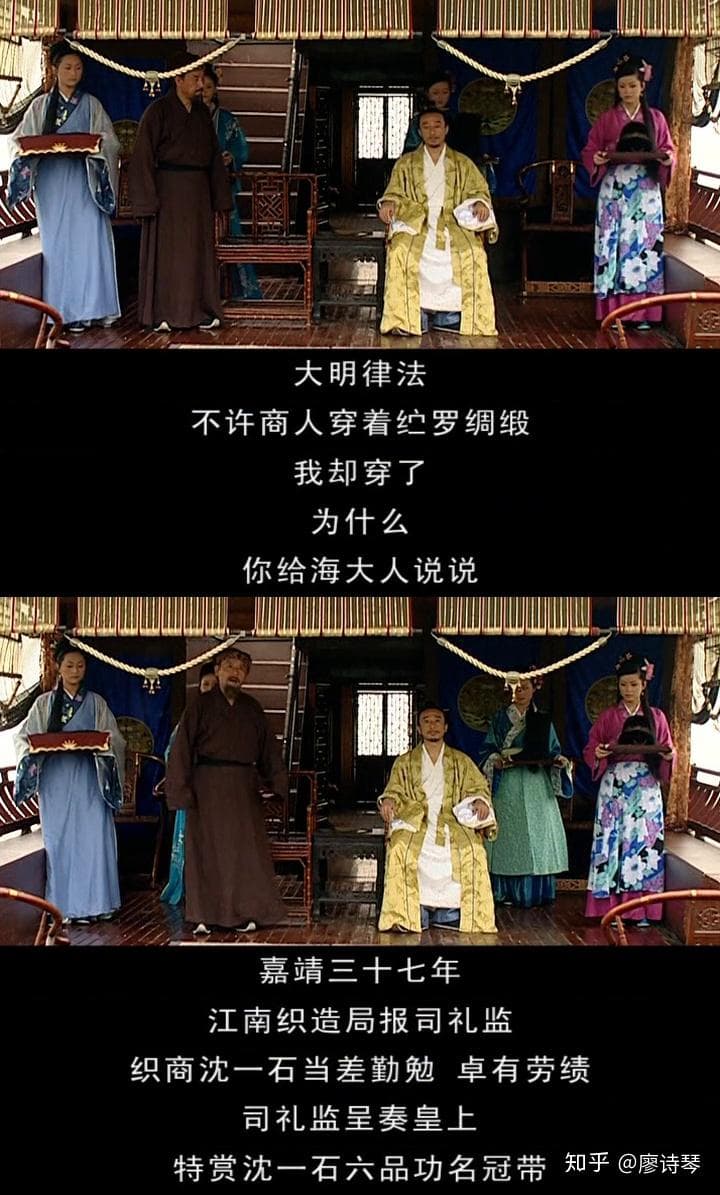 大明律法
不许商人穿着纻罗绸缎
我却穿了
为什么
你给海大人说说
嘉靖三十七年
江南织造局报司礼监
织商沈一石当差勤勉 卓有劳绩
司礼监呈奏皇上
特赏沈一石六品功名冠带
知乎 @廖诗琴